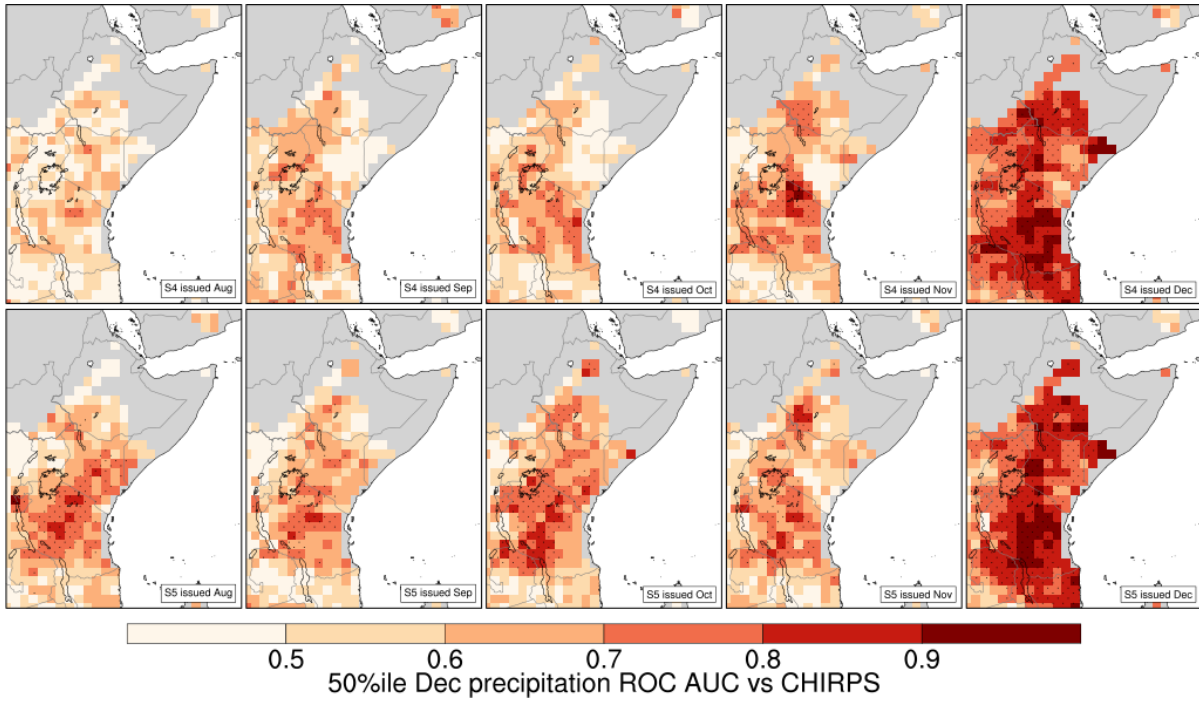 S4 issued Aug
S4 issued Sep
S4 issued Oct
S4 issued Nov
S4 issued Dec
S5 issued Aug
S5 issued Sep
S5 issued Oct
S5 issued Nov
S5 issued Dec
0.5 0.6 0.7 0.8 0.9
50%ile Dec precipitation ROC AUC vs CHIRPS